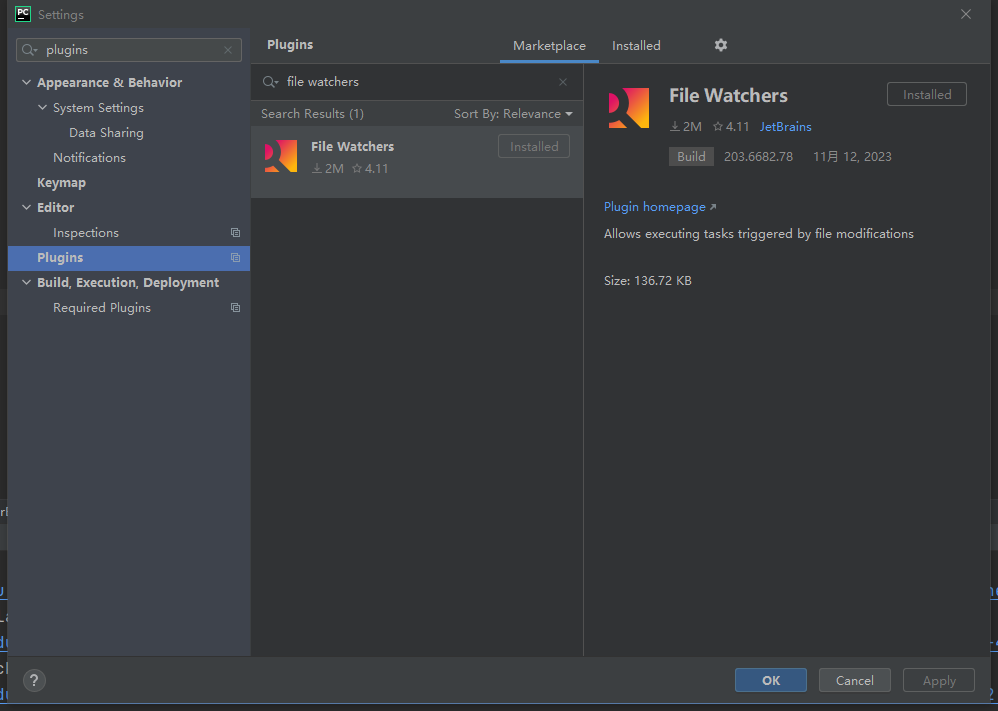 PC
Settings
plugins
Appearance & Behavior
System Settings
Data Sharing
Notifications
Keymap
Editor
Inspections
Plugins
Build, Execution, Deployment
Required Plugins
Plugins
Marketplace
Installed
file watchers
Search Results (1)
Sort By: Relevance
File Watchers
Installed
2M
4.11
File Watchers
Installed
2M
4.11
JetBrains
Build
203.6682.78
11月 12, 2023
Plugin homepage
Allows executing tasks triggered by file modifications
Size: 136.72 KB
?
OK
Cancel
Apply